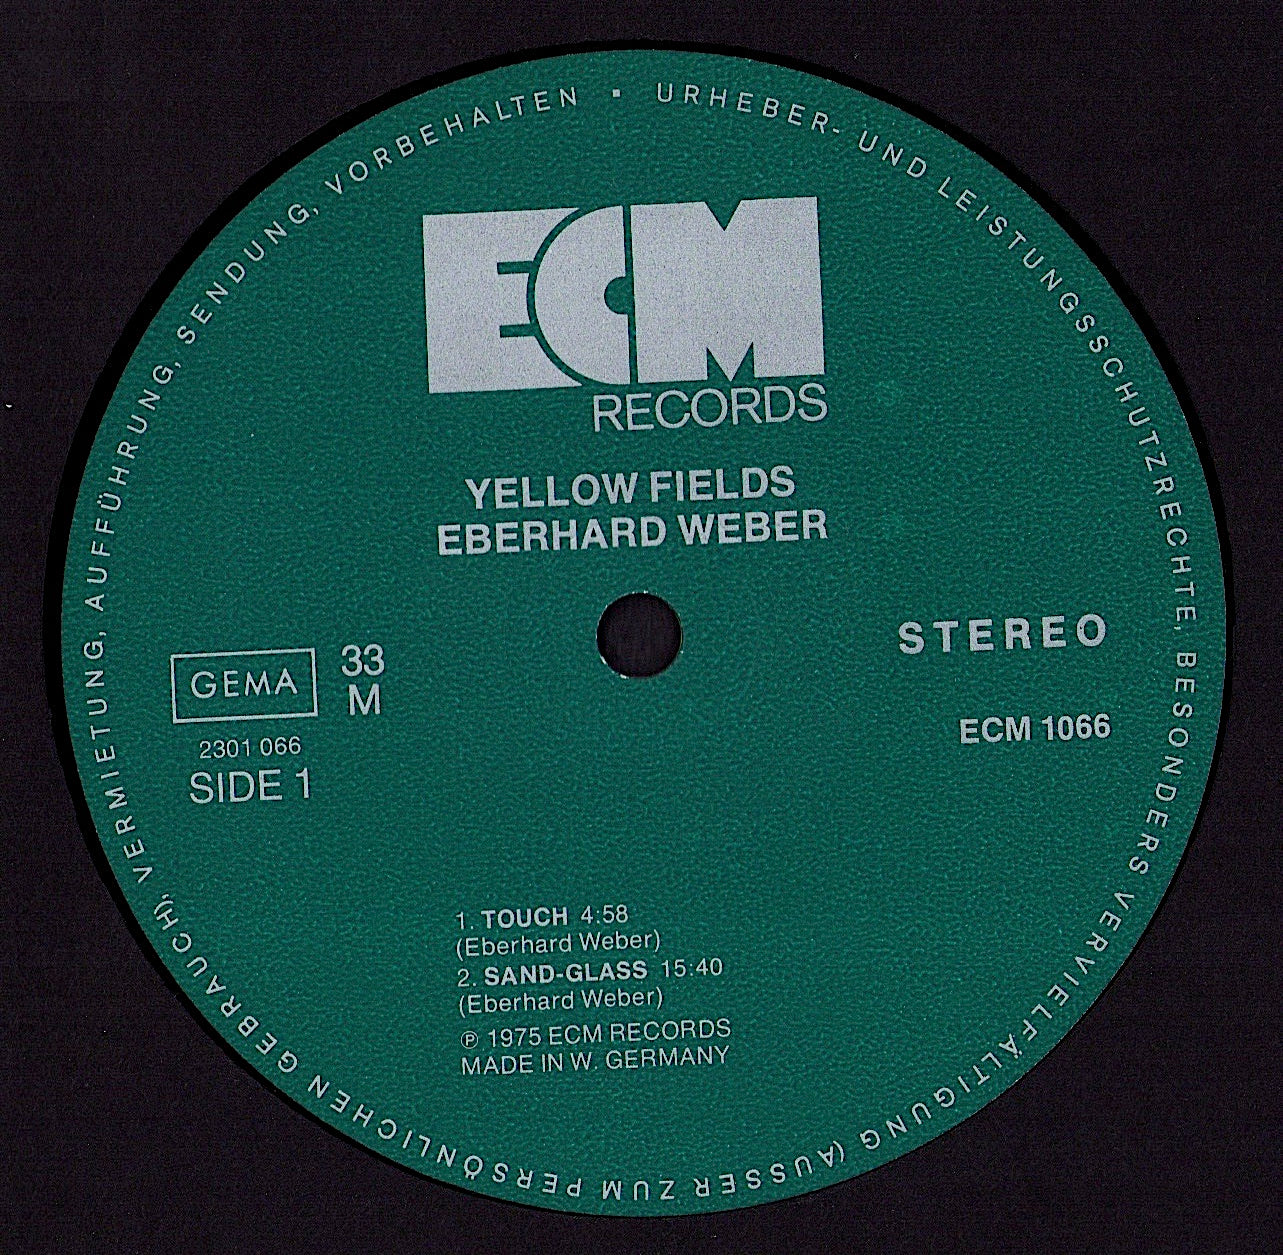 URHEBER- UND LEISTUNGSSCHUTZRECHTE, BESONDERS VERVIELFÄLTIGUNG (AUSSER ZUM PERSÖNLICHEN GEBRAUCH), VERMIETUNG, AUFFÜHRUNG, SENDUNG, VORBEHALTEN ▪
ECM
RECORDS
YELLOW FIELDS
EBERHARD WEBER
STEREO
GEMA
33
M
ECM 1066
2301 066
SIDE 1
1. TOUCH 4:58
(Eberhard Weber)
2. SAND-GLASS 15:40
(Eberhard Weber)
℗ 1975 ECM RECORDS
MADE IN W. GERMANY